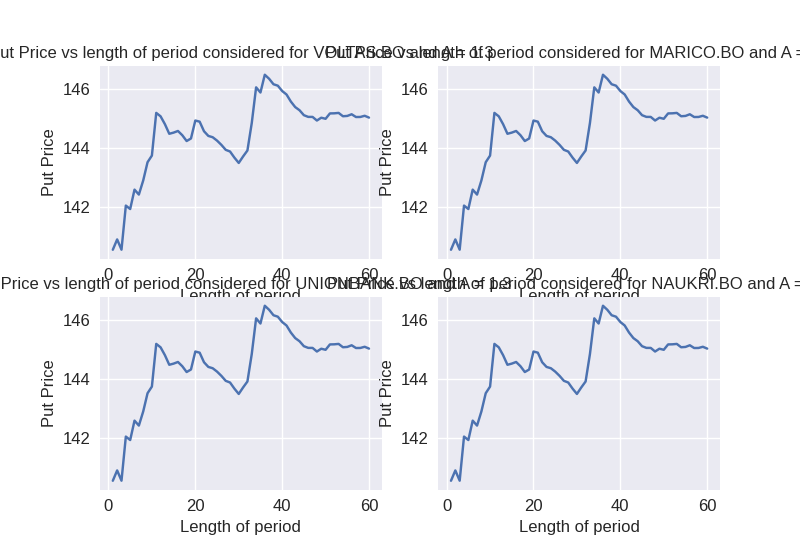 ut Price vs length of period considered for VOLTAS.BO and A = 1.3
Put Price vs length of period considered for MARICO.BO and A =
146
144
142
Put Price
0 20 40 60
Length of period
146
144
142
Put Price
0 20 40 60
Length of period
Price vs length of period considered for UNIONBANK.BO and A = 1.3
Put Price vs length of period considered for NAUKRI.BO and A =
146
144
142
Put Price
0 20 40 60
Length of period
146
144
142
Put Price
0 20 40 60
Length of period